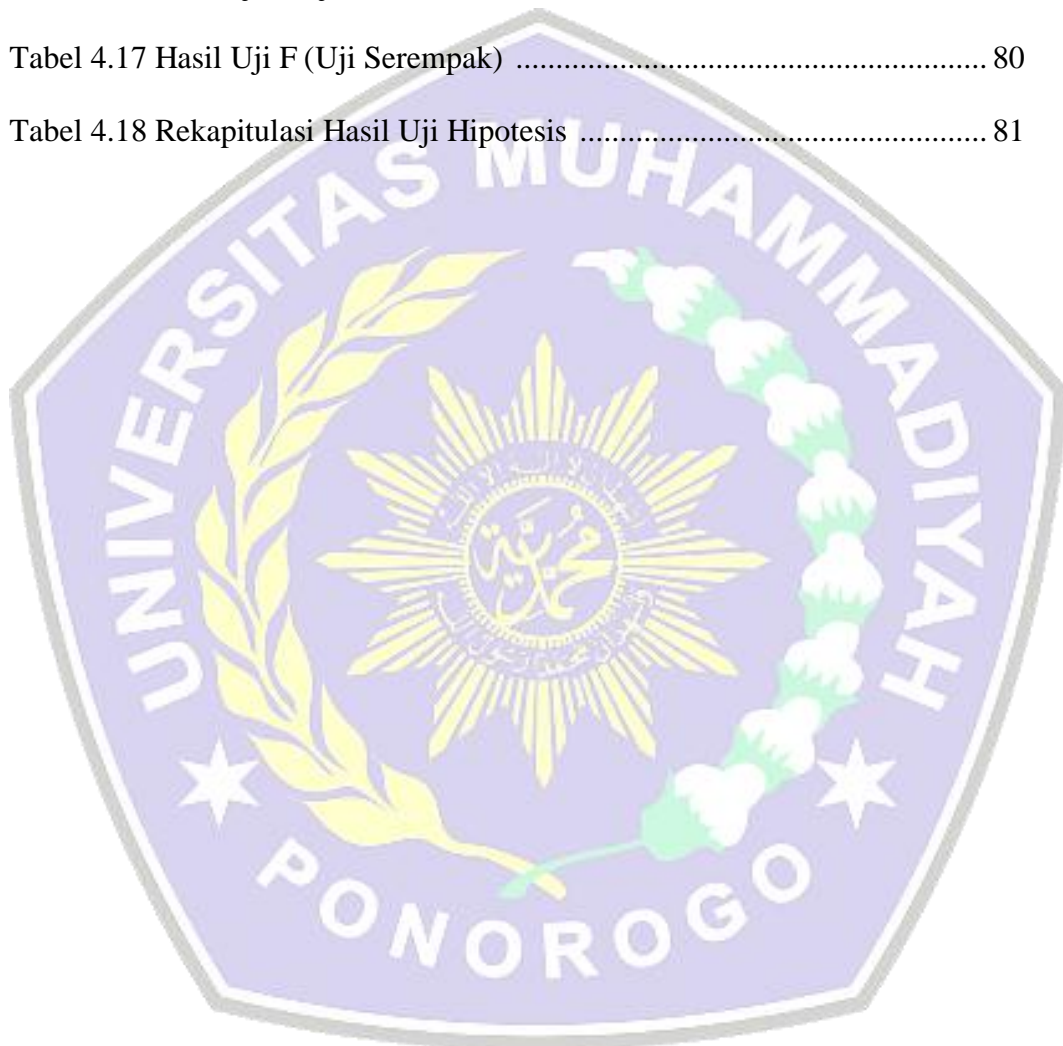 Tabel 4.17 Hasil Uji F (Uji Serempak) ............................................................. 80
Tabel 4.18 Rekapitulasi Hasil Uji Hipotesis ..................................................... 81
UNIVERSITAS MUHAMMADIYAH
محمدية
PONOROGO